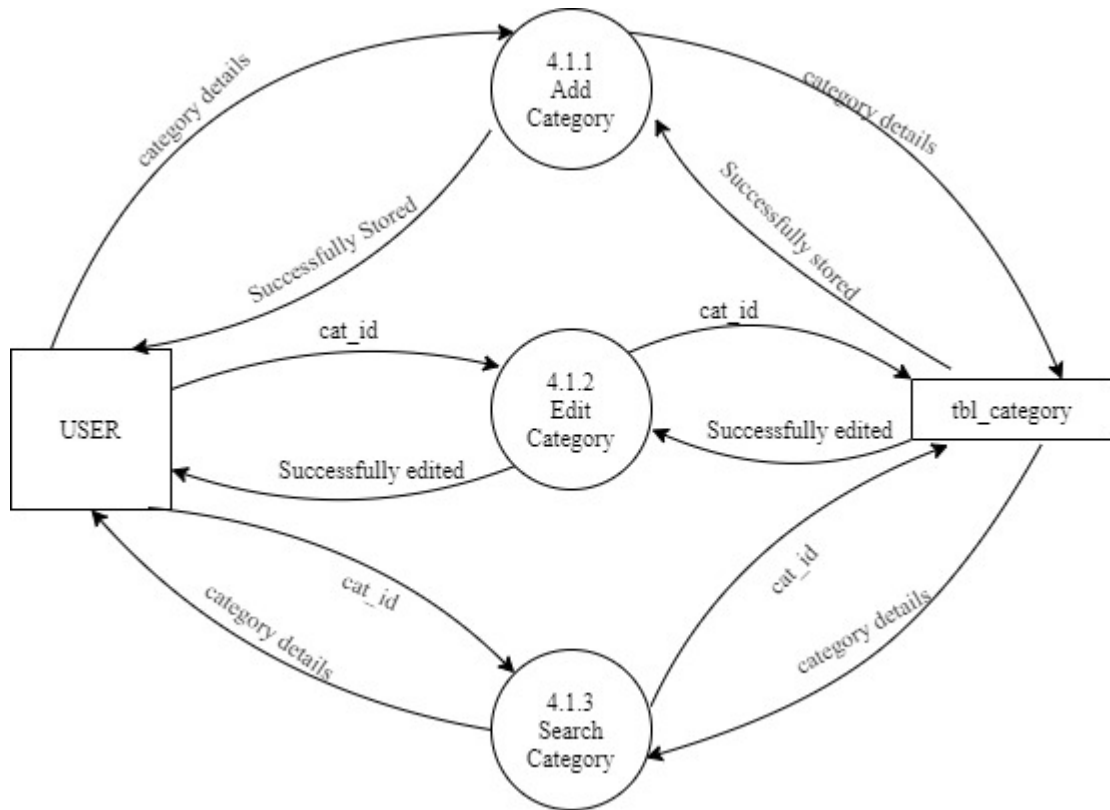 4.1.1
Add
Category
category details
category details
Successfully Stored
Successfully stored
cat_id
cat_id
USER
4.1.2
Edit
Category
tbl_category
Successfully edited
Successfully edited
cat_id
cat_id
category details
category details
4.1.3
Search
Category